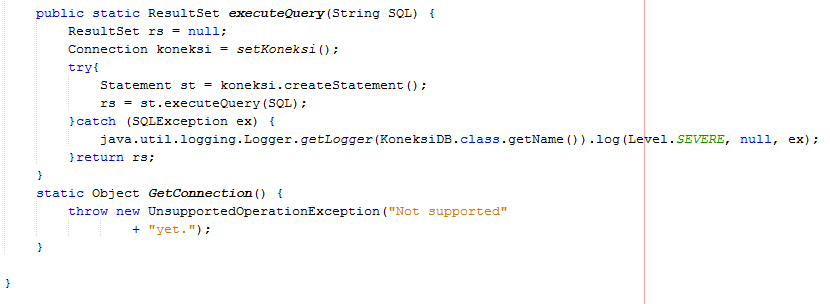 public static ResultSet executeQuery(String SQL) {
ResultSet rs = null;
Connection koneksi = setKoneksi();
try{
Statement st = koneksi.createStatement();
rs = st.executeQuery(SQL);
}catch (SQLException ex) {
java.util.logging.Logger.getLogger(KoneksiDB.class.getName()).log(Level.SEVERE, null, ex);
}return rs;
}
static Object GetConnection() {
throw new UnsupportedOperationException("Not supported"
+ "yet.");
}
}